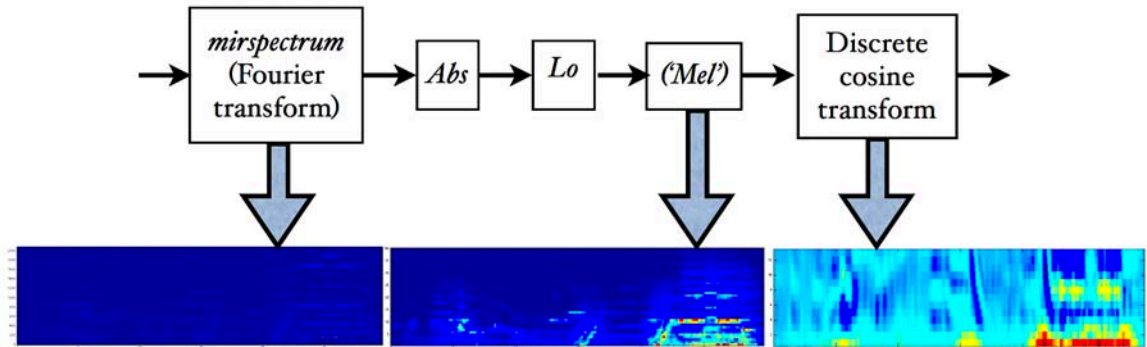 mirspectrum
(Fourier
transform)
Abs
Lo
('Mel')
Discrete
cosine
transform